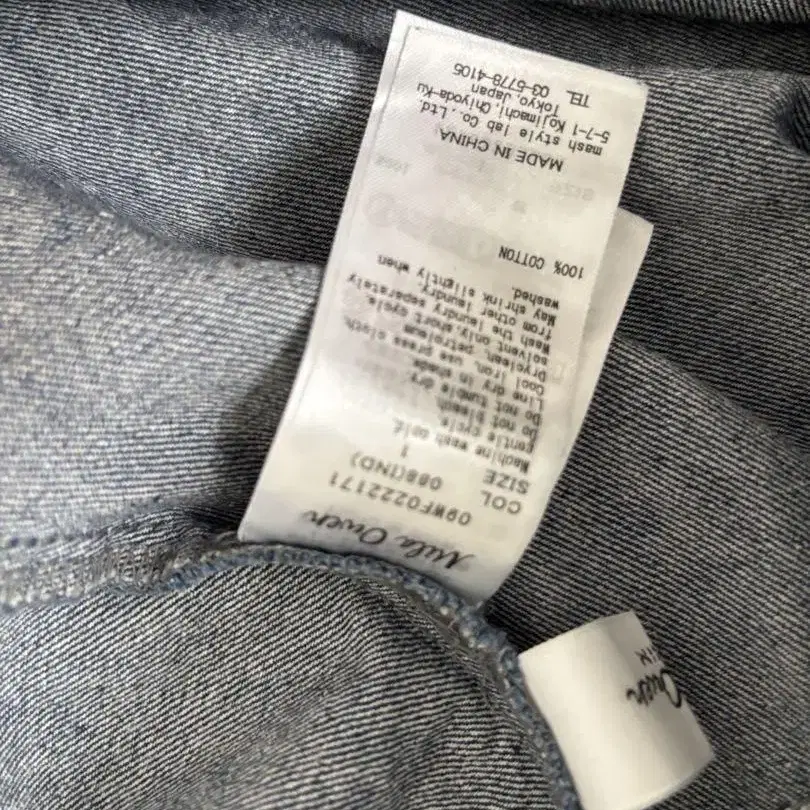 Mila Owen
09WF0222171
COL 088(IND)
SIZE 1
Machine wash cold,
gentle cycle
Do not bleach
Do not tumble dry
Line dry in shade
Cool iron, use press cloth
Dryclean, petroleum
solvent only, short cycle.
Wash separately
from other laundry.
May shrink slightly when
washed.
100% COTTON
MADE IN CHINA
mash style lab Co., Ltd.
5-7-1 Kojimachi, Chiyoda-Ku
Tokyo, Japan
TEL 03-5778-4105
Owen